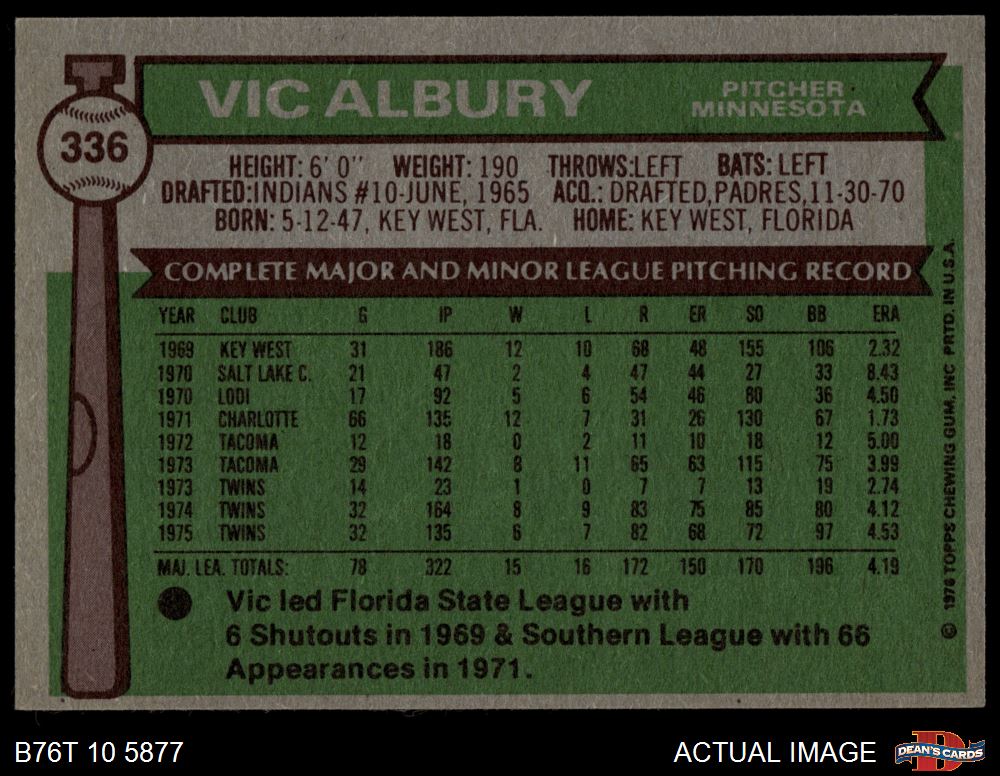 VIC ALBURY
PITCHER
MINNESOTA
336
HEIGHT: 6' 0" WEIGHT: 190 THROWS:LEFT BATS: LEFT
DRAFTED:INDIANS #10-JUNE, 1965 ACQ.: DRAFTED,PADRES,11-30-70
BORN: 5-12-47, KEY WEST, FLA. HOME: KEY WEST, FLORIDA
COMPLETE MAJOR AND MINOR LEAGUE PITCHING RECORD
YEAR CLUB G IP W L R ER SO BB ERA
1969 KEY WEST 31 186 12 10 68 48 155 106 2.32
1970 SALT LAKE C. 21 47 2 4 47 44 27 33 8.43
1970 LODI 17 92 5 6 54 46 80 36 4.50
1971 CHARLOTTE 66 135 12 7 31 26 130 67 1.73
1972 TACOMA 12 18 0 2 11 10 18 12 5.00
1973 TACOMA 29 142 8 11 65 63 115 75 3.99
1973 TWINS 14 23 1 0 7 7 13 19 2.74
1974 TWINS 32 164 8 9 83 75 85 80 4.12
1975 TWINS 32 135 6 7 82 68 72 97 4.53
MAJ. LEA. TOTALS: 78 322 15 16 172 150 170 196 4.19
Vic led Florida State League with
6 Shutouts in 1969 & Southern League with 66
Appearances in 1971.
© 1976 TOPPS CHEWING GUM, INC PRTD. IN U.S.A.
B76T 10 5877
ACTUAL IMAGE
DEAN'S CARDS